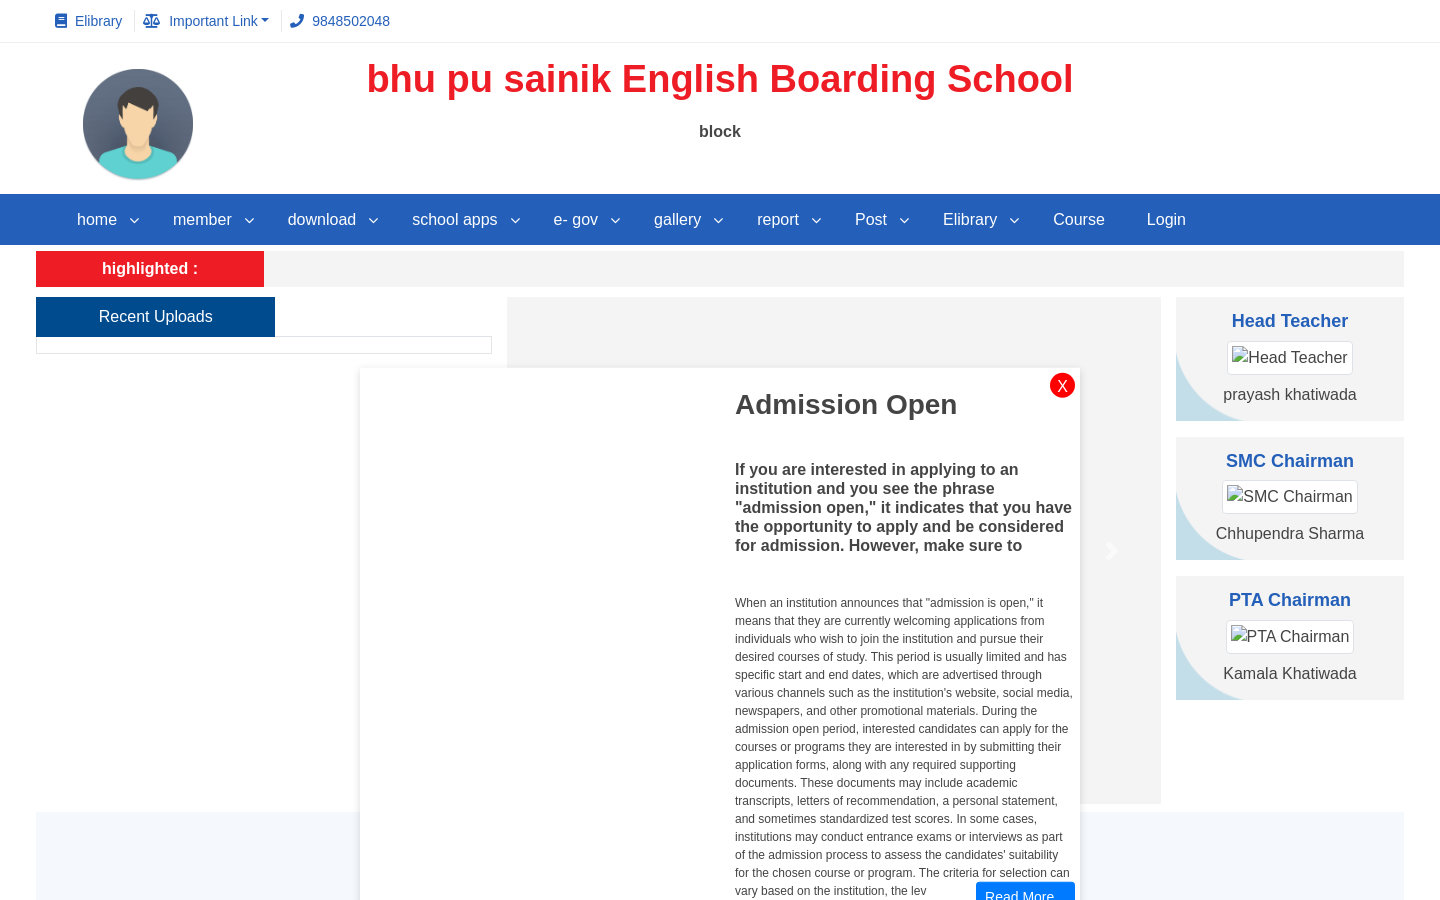 Elibrary
Important Link
9848502048
bhu pu sainik English Boarding School
block
home
member
download
school apps
e- gov
gallery
report
Post
Elibrary
Course
Login
highlighted :
Recent Uploads
Head Teacher
Head Teacher
prayash khatiwada
SMC Chairman
SMC Chairman
Chhupendra Sharma
PTA Chairman
PTA Chairman
Kamala Khatiwada
X
Admission Open
If you are interested in applying to an
institution and you see the phrase
"admission open," it indicates that you have
the opportunity to apply and be considered
for admission. However, make sure to
When an institution announces that "admission is open," it
means that they are currently welcoming applications from
individuals who wish to join the institution and pursue their
desired courses of study. This period is usually limited and has
specific start and end dates, which are advertised through
various channels such as the institution's website, social media,
newspapers, and other promotional materials. During the
admission open period, interested candidates can apply for the
courses or programs they are interested in by submitting their
application forms, along with any required supporting
documents. These documents may include academic
transcripts, letters of recommendation, a personal statement,
and sometimes standardized test scores. In some cases,
institutions may conduct entrance exams or interviews as part
of the admission process to assess the candidates' suitability
for the chosen course or program. The criteria for selection can
vary based on the institution, the lev
Read More